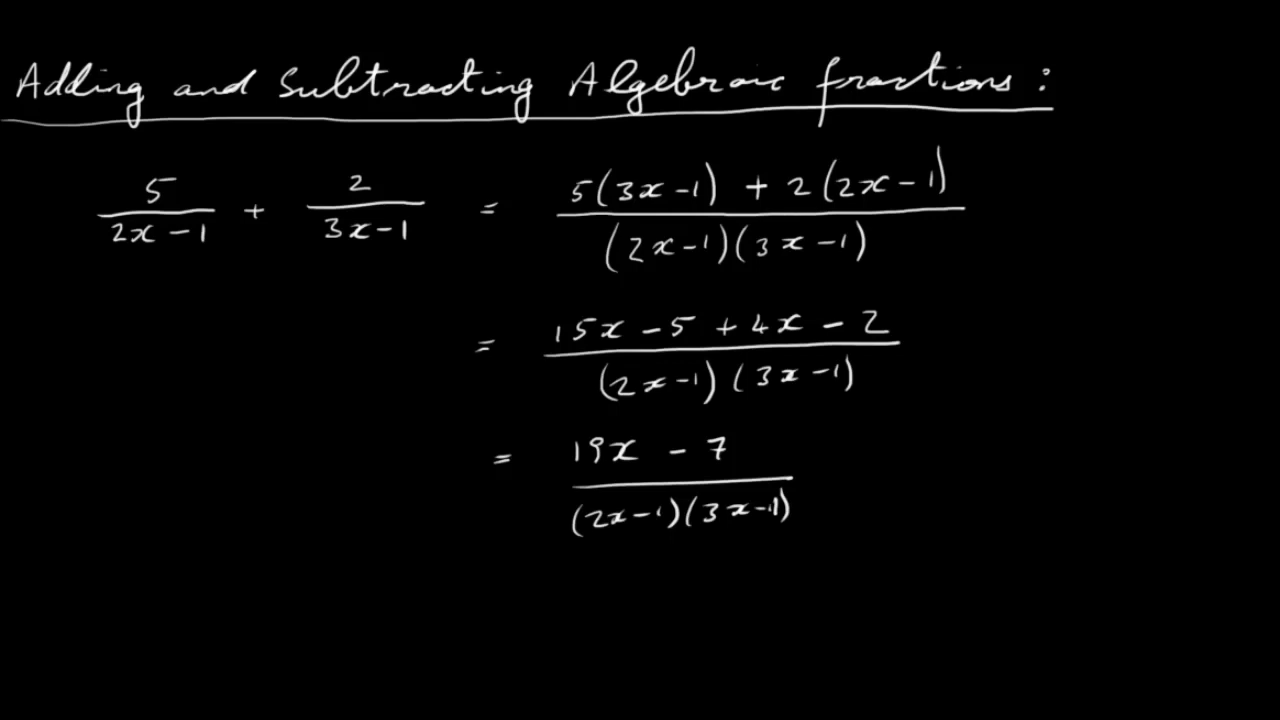 Adding and Subtracting Algebraic fractions :
5/(2x-1) + 2/(3x-1) = (5(3x-1) + 2(2x-1))/((2x-1)(3x-1))
= (15x - 5 + 4x - 2)/((2x-1)(3x-1))
= (19x - 7)/((2x-1)(3x-1))